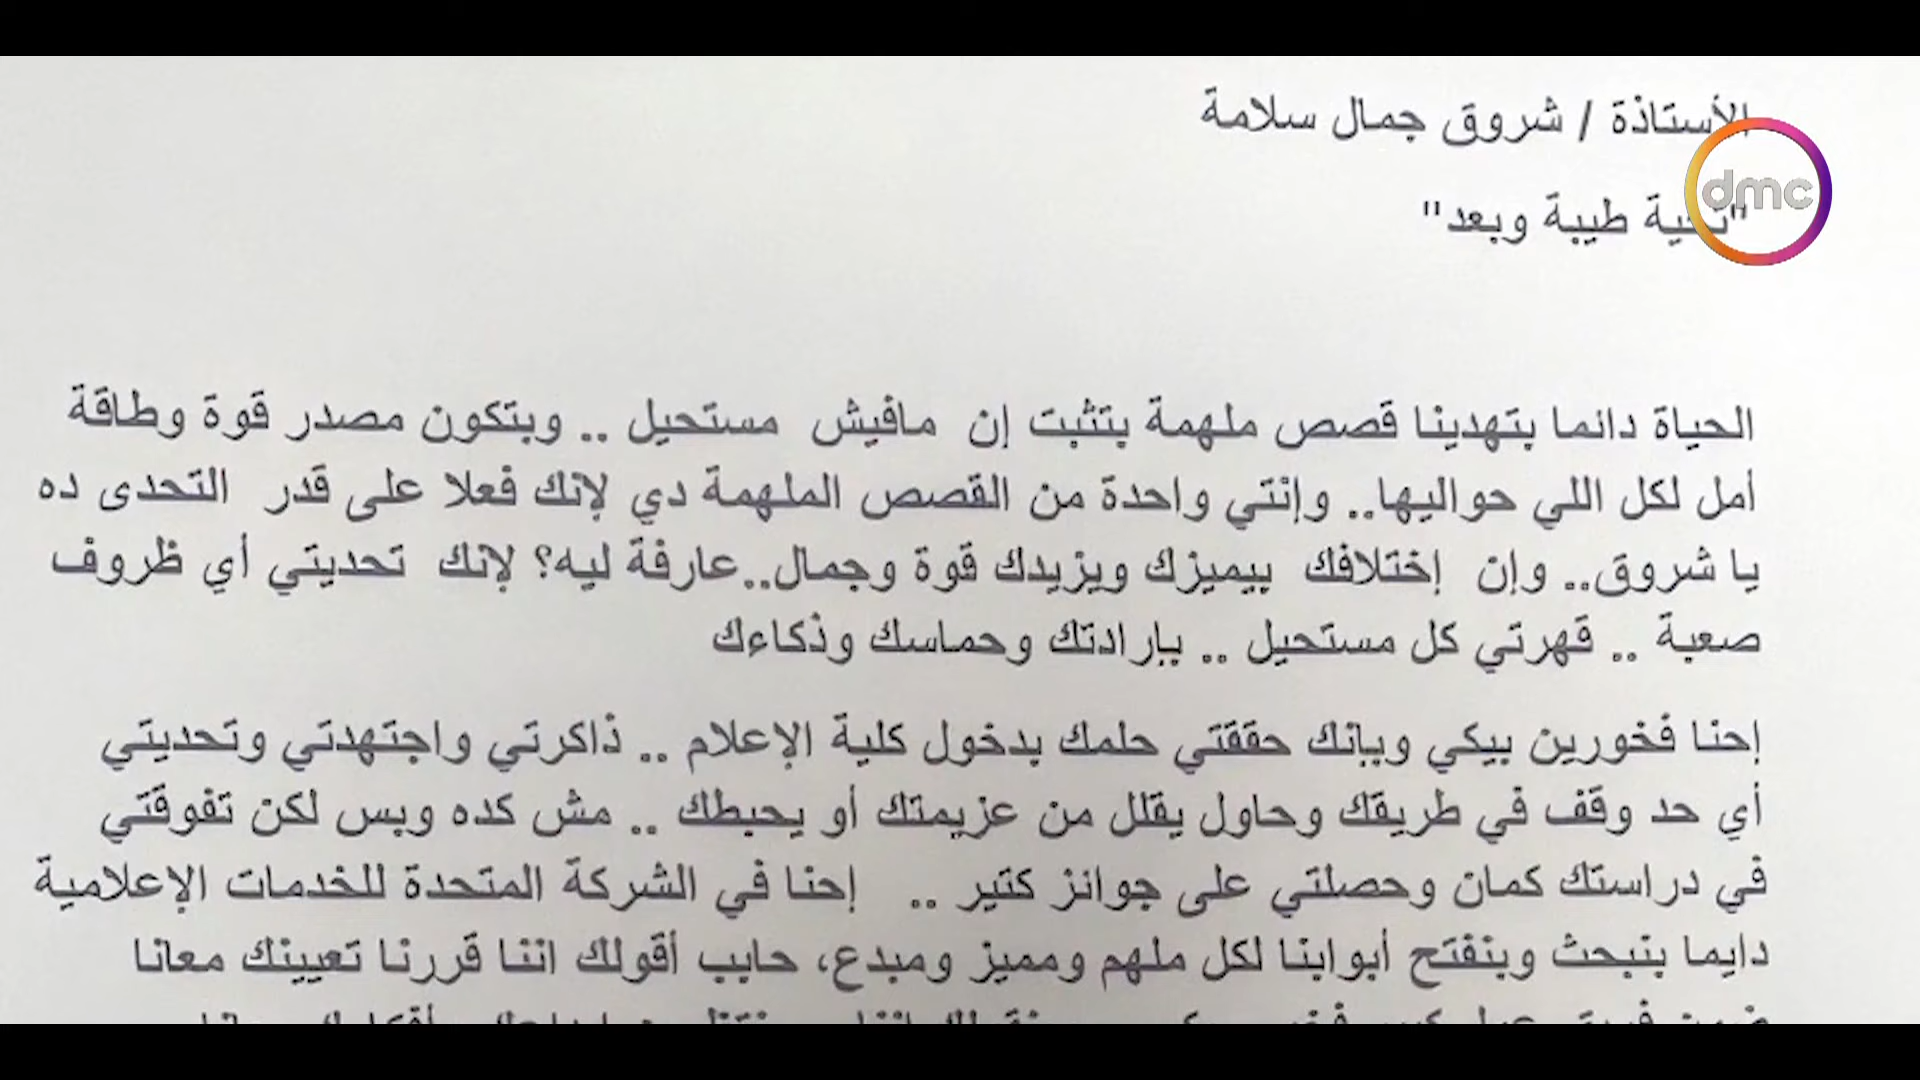 الأستاذة / شروق جمال سلامة
dmc
"تحية طيبة وبعد"
الحياة دائما بتهدينا قصص ملهمة بتثبت إن مافيش مستحيل .. وبتكون مصدر قوة وطاقة
أمل لكل اللي حواليها.. وإنتي واحدة من القصص الملهمة دي لإنك فعلا على قدر التحدى ده
يا شروق.. وإن إختلافك بيميزك ويزيدك قوة وجمال..عارفة ليه؟ لإنك تحديتي أي ظروف
صعبة .. قهرتي كل مستحيل .. بإرادتك وحماسك وذكاءك
إحنا فخورين بيكي وبإنك حققتي حلمك بدخول كلية الإعلام .. ذاكرتي واجتهدتي وتحديتي
أي حد وقف في طريقك وحاول يقلل من عزيمتك أو يحبطك .. مش كده وبس لكن تفوقتي
في دراستك كمان وحصلتي على جوائز كتير .. إحنا في الشركة المتحدة للخدمات الإعلامية
دايما بنبحث وبنفتح أبوابنا لكل ملهم ومميز ومبدع، حابب أقولك اننا قررنا تعيينك معانا